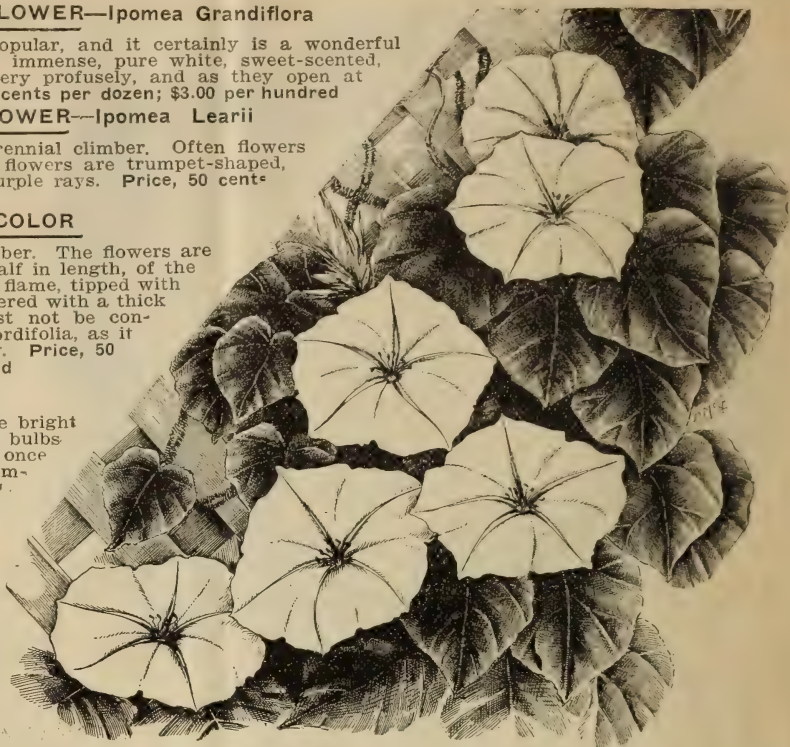 LOWER—Ipomea Grandiflora
opular, and it certainly is a wonderful
immense, pure white, sweet-scented,
ery profusely, and as they open at
cents per dozen; $3.00 per hundred
OWER—Ipomea Learii
rennial climber. Often flowers
flowers are trumpet-shaped,
urple rays. Price, 50 cents
COLOR
ber. The flowers are
alf in length, of the
flame, tipped with
ered with a thick
st not be con-
ordifolia, as it
. Price, 50
d
e bright
bulbs
once
m-